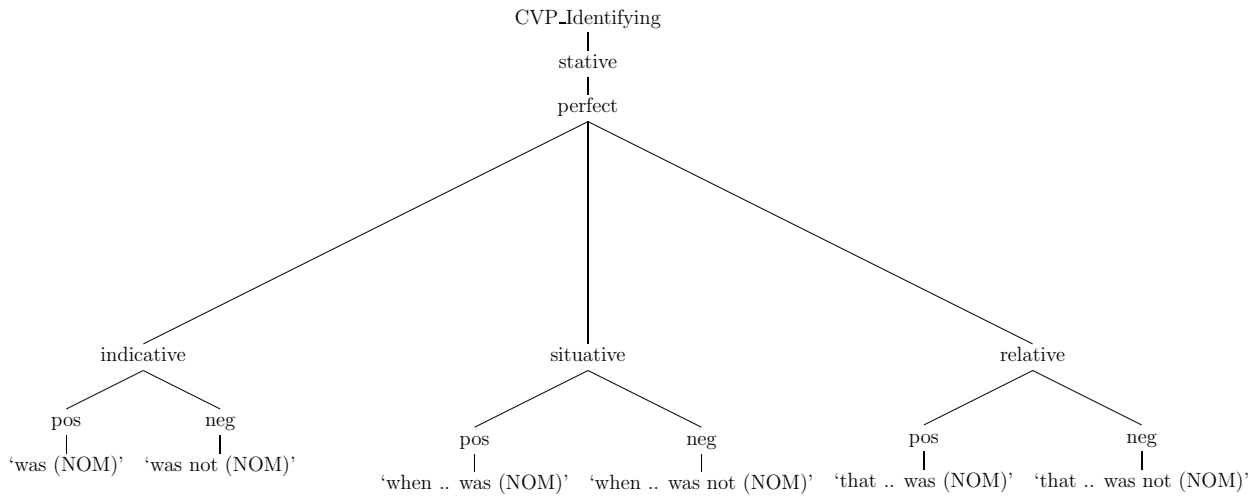 CVP_Identifying
stative
perfect
indicative situative relative
pos neg pos neg pos neg
‘was (NOM)’ ‘was not (NOM)’ ‘when .. was (NOM)’ ‘when .. was not (NOM)’ ‘that .. was (NOM)’ ‘that .. was not (NOM)’